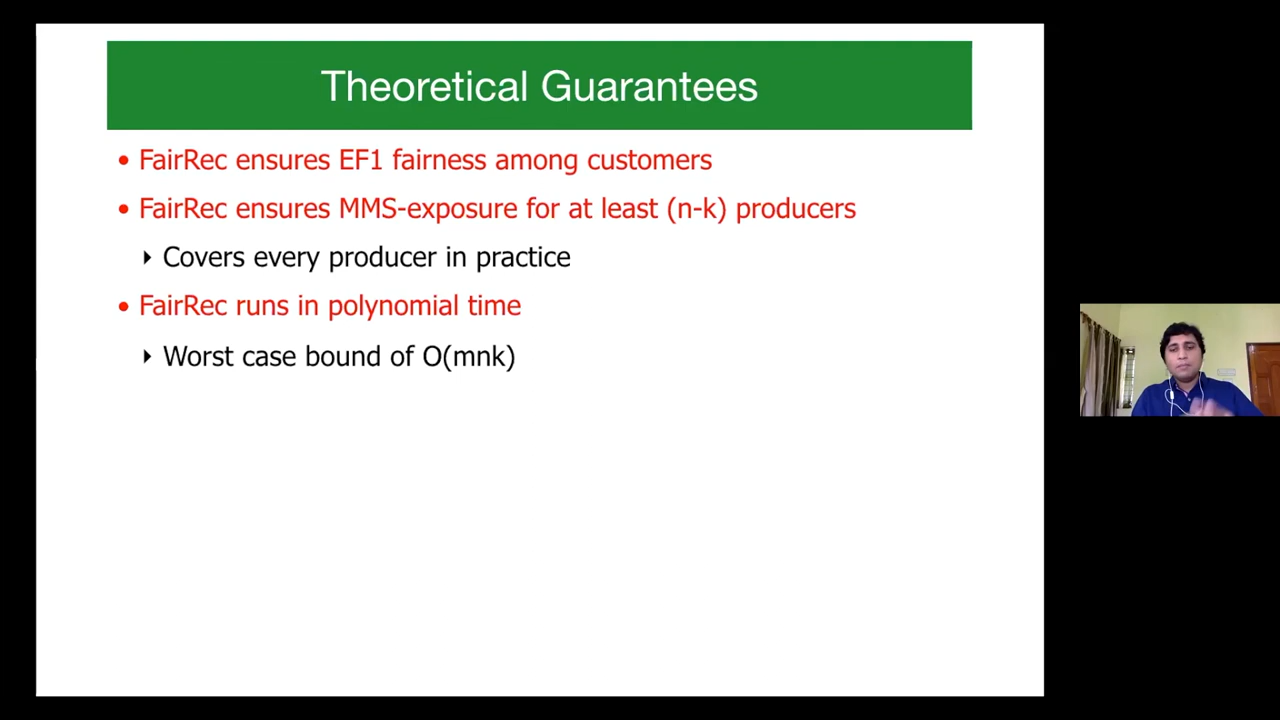 Theoretical Guarantees
• FairRec ensures EF1 fairness among customers
• FairRec ensures MMS-exposure for at least (n-k) producers
‣ Covers every producer in practice
• FairRec runs in polynomial time
‣ Worst case bound of O(mnk)